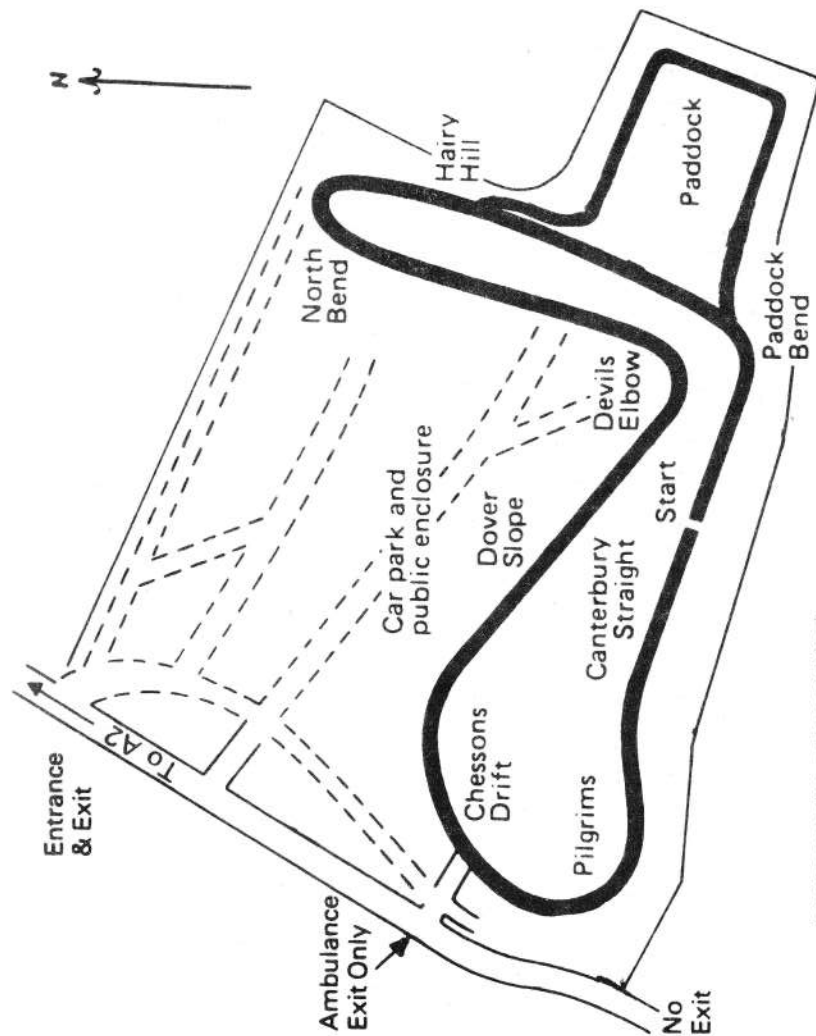 N
Hairy
Hill
Paddock
North
Bend
Paddock
Bend
Devils
Elbow
Car park and
public enclosure
Dover
Slope
Start
Canterbury
Straight
Entrance
& Exit
To A2
Chessons
Drift
Pilgrims
Ambulance
Exit Only
No
Exit